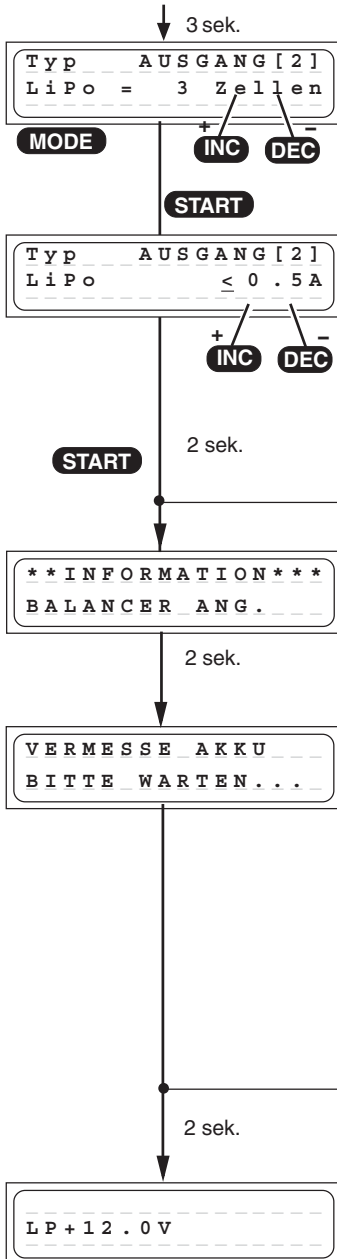 3 sek.
Typ AUSGANG[2]
LiPo = 3 Zellen
+ -
MODE INC DEC
START
Typ AUSGANG[2]
LiPo ≤ 0.5A
+ -
INC DEC
START 2 sek.
**INFORMATION***
BALANCER ANG.
2 sek.
VERMESSE AKKU
BITTE WARTEN...
2 sek.
LP+12.0V